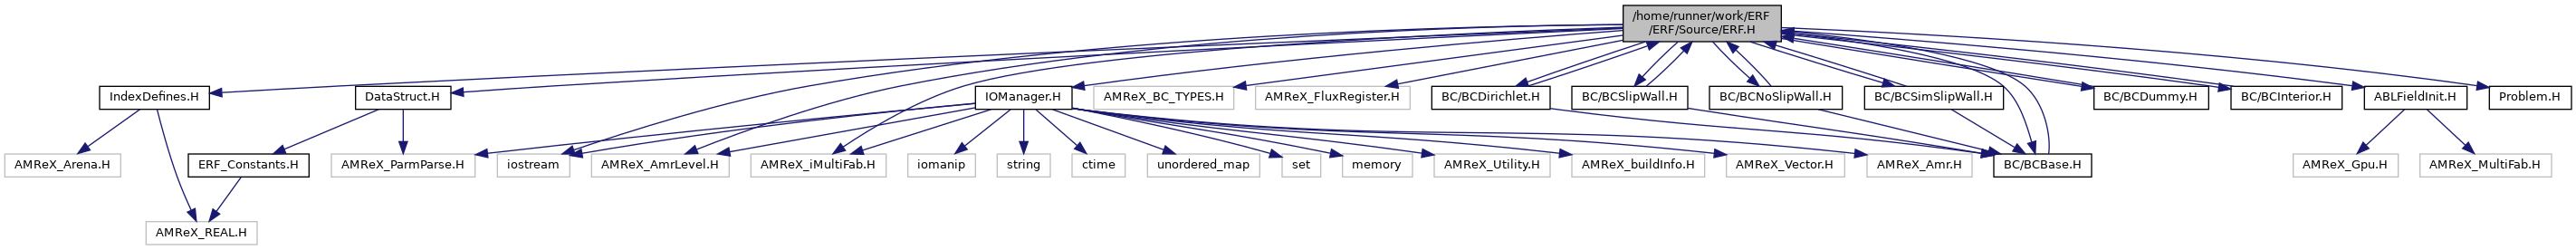 /home/runner/work/ERF
/ERF/Source/ERF.H
IndexDefines.H
DataStruct.H
IOManager.H
AMReX_BC_TYPES.H
AMReX_FluxRegister.H
BC/BCDirichlet.H
BC/BCSlipWall.H
BC/BCNoSlipWall.H
BC/BCSimSlipWall.H
BC/BCDummy.H
BC/BCInterior.H
ABLFieldInit.H
Problem.H
AMReX_Arena.H
ERF_Constants.H
AMReX_ParmParse.H
iostream
AMReX_AmrLevel.H
AMReX_iMultiFab.H
iomanip
string
ctime
unordered_map
set
memory
AMReX_Utility.H
AMReX_buildInfo.H
AMReX_Vector.H
AMReX_Amr.H
BC/BCBase.H
AMReX_Gpu.H
AMReX_MultiFab.H
AMReX_REAL.H